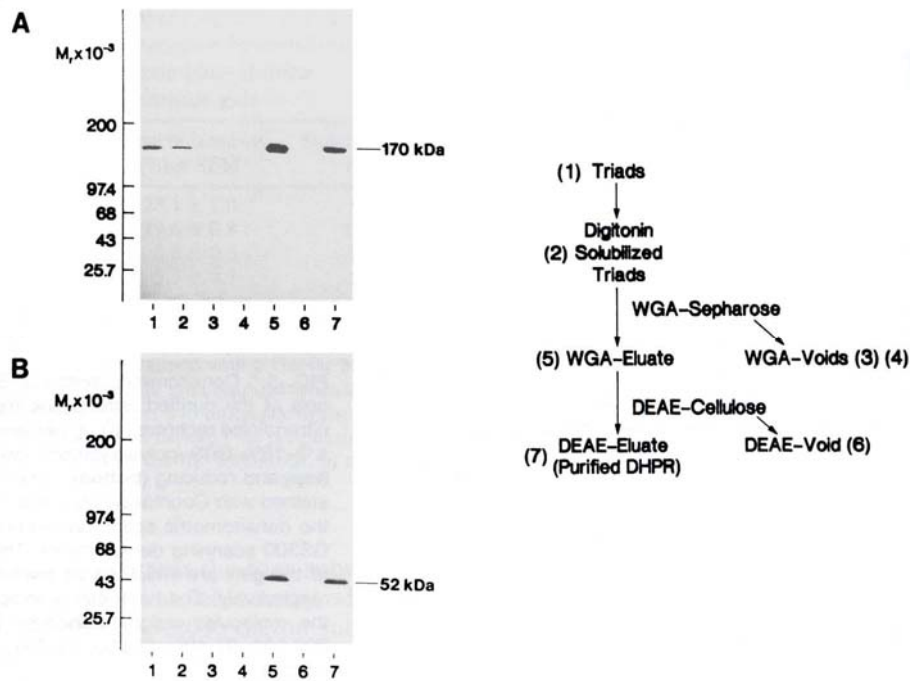 A
Mr x10-3
200
97.4
68
43
25.7
170 kDa
1 2 3 4 5 6 7
B
Mr x10-3
200
97.4
68
43
25.7
52 kDa
1 2 3 4 5 6 7
(1) Triads
Digitonin
(2) Solubilized
Triads
WGA-Sepharose
(5) WGA-Eluate
WGA-Voids (3) (4)
DEAE-Cellulose
(7) DEAE-Eluate
(Purified DHPR)
DEAE-Void (6)